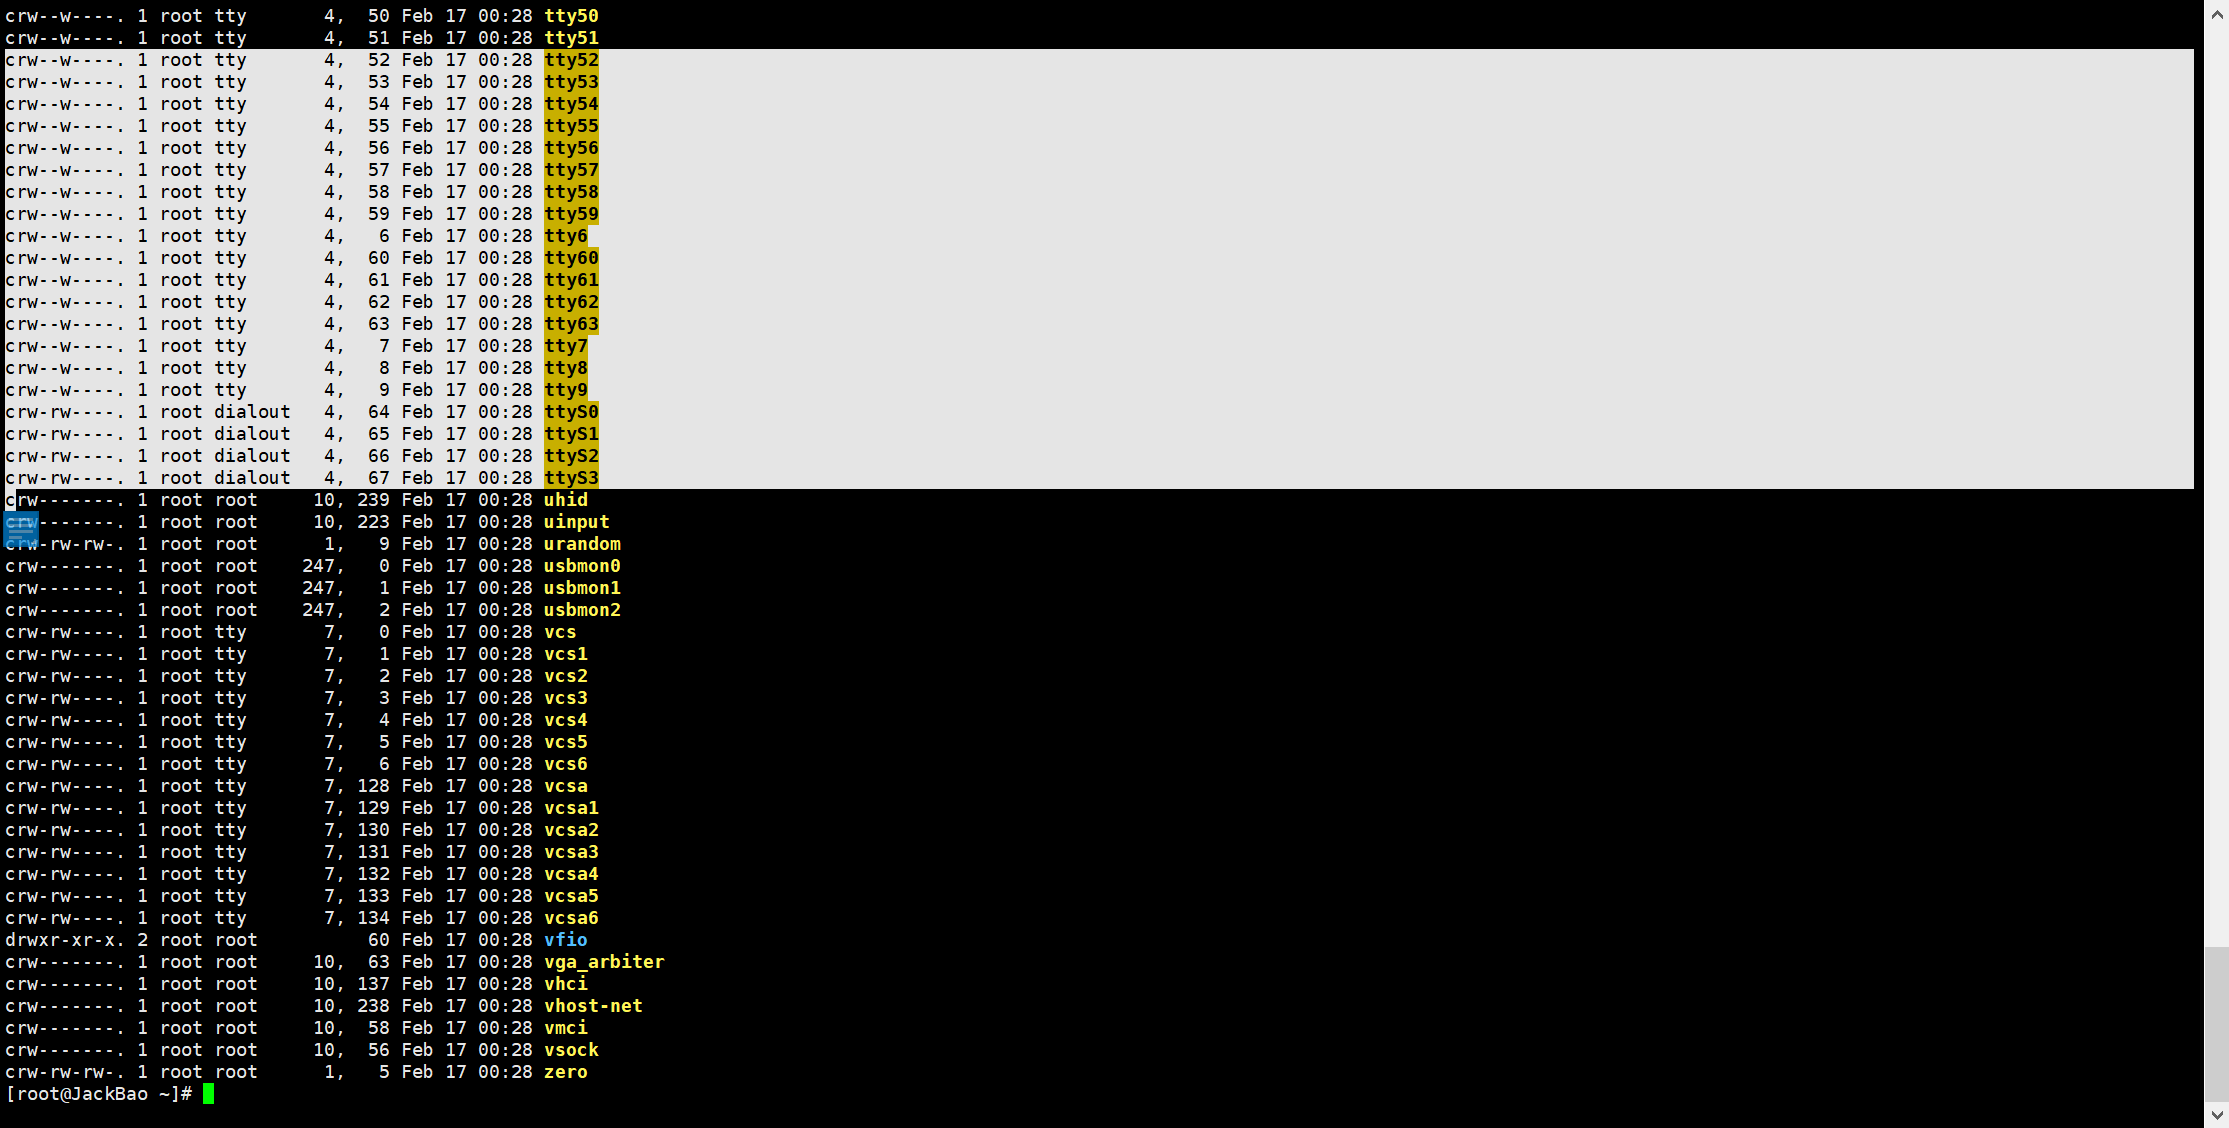 crw--w----. 1 root tty       4,  50 Feb 17 00:28 tty50
crw--w----. 1 root tty       4,  51 Feb 17 00:28 tty51
crw--w----. 1 root tty       4,  52 Feb 17 00:28 tty52
crw--w----. 1 root tty       4,  53 Feb 17 00:28 tty53
crw--w----. 1 root tty       4,  54 Feb 17 00:28 tty54
crw--w----. 1 root tty       4,  55 Feb 17 00:28 tty55
crw--w----. 1 root tty       4,  56 Feb 17 00:28 tty56
crw--w----. 1 root tty       4,  57 Feb 17 00:28 tty57
crw--w----. 1 root tty       4,  58 Feb 17 00:28 tty58
crw--w----. 1 root tty       4,  59 Feb 17 00:28 tty59
crw--w----. 1 root tty       4,   6 Feb 17 00:28 tty6
crw--w----. 1 root tty       4,  60 Feb 17 00:28 tty60
crw--w----. 1 root tty       4,  61 Feb 17 00:28 tty61
crw--w----. 1 root tty       4,  62 Feb 17 00:28 tty62
crw--w----. 1 root tty       4,  63 Feb 17 00:28 tty63
crw--w----. 1 root tty       4,   7 Feb 17 00:28 tty7
crw--w----. 1 root tty       4,   8 Feb 17 00:28 tty8
crw--w----. 1 root tty       4,   9 Feb 17 00:28 tty9
crw-rw----. 1 root dialout   4,  64 Feb 17 00:28 ttyS0
crw-rw----. 1 root dialout   4,  65 Feb 17 00:28 ttyS1
crw-rw----. 1 root dialout   4,  66 Feb 17 00:28 ttyS2
crw-rw----. 1 root dialout   4,  67 Feb 17 00:28 ttyS3
crw-------. 1 root root     10, 239 Feb 17 00:28 uhid
crw-------. 1 root root     10, 223 Feb 17 00:28 uinput
crw-rw-rw-. 1 root root      1,   9 Feb 17 00:28 urandom
crw-------. 1 root root    247,   0 Feb 17 00:28 usbmon0
crw-------. 1 root root    247,   1 Feb 17 00:28 usbmon1
crw-------. 1 root root    247,   2 Feb 17 00:28 usbmon2
crw-rw----. 1 root tty       7,   0 Feb 17 00:28 vcs
crw-rw----. 1 root tty       7,   1 Feb 17 00:28 vcs1
crw-rw----. 1 root tty       7,   2 Feb 17 00:28 vcs2
crw-rw----. 1 root tty       7,   3 Feb 17 00:28 vcs3
crw-rw----. 1 root tty       7,   4 Feb 17 00:28 vcs4
crw-rw----. 1 root tty       7,   5 Feb 17 00:28 vcs5
crw-rw----. 1 root tty       7,   6 Feb 17 00:28 vcs6
crw-rw----. 1 root tty       7, 128 Feb 17 00:28 vcsa
crw-rw----. 1 root tty       7, 129 Feb 17 00:28 vcsa1
crw-rw----. 1 root tty       7, 130 Feb 17 00:28 vcsa2
crw-rw----. 1 root tty       7, 131 Feb 17 00:28 vcsa3
crw-rw----. 1 root tty       7, 132 Feb 17 00:28 vcsa4
crw-rw----. 1 root tty       7, 133 Feb 17 00:28 vcsa5
crw-rw----. 1 root tty       7, 134 Feb 17 00:28 vcsa6
drwxr-xr-x. 2 root root          60 Feb 17 00:28 vfio
crw-------. 1 root root     10,  63 Feb 17 00:28 vga_arbiter
crw-------. 1 root root     10, 137 Feb 17 00:28 vhci
crw-------. 1 root root     10, 238 Feb 17 00:28 vhost-net
crw-------. 1 root root     10,  58 Feb 17 00:28 vmci
crw-------. 1 root root     10,  56 Feb 17 00:28 vsock
crw-rw-rw-. 1 root root      1,   5 Feb 17 00:28 zero
[root@JackBao ~]#